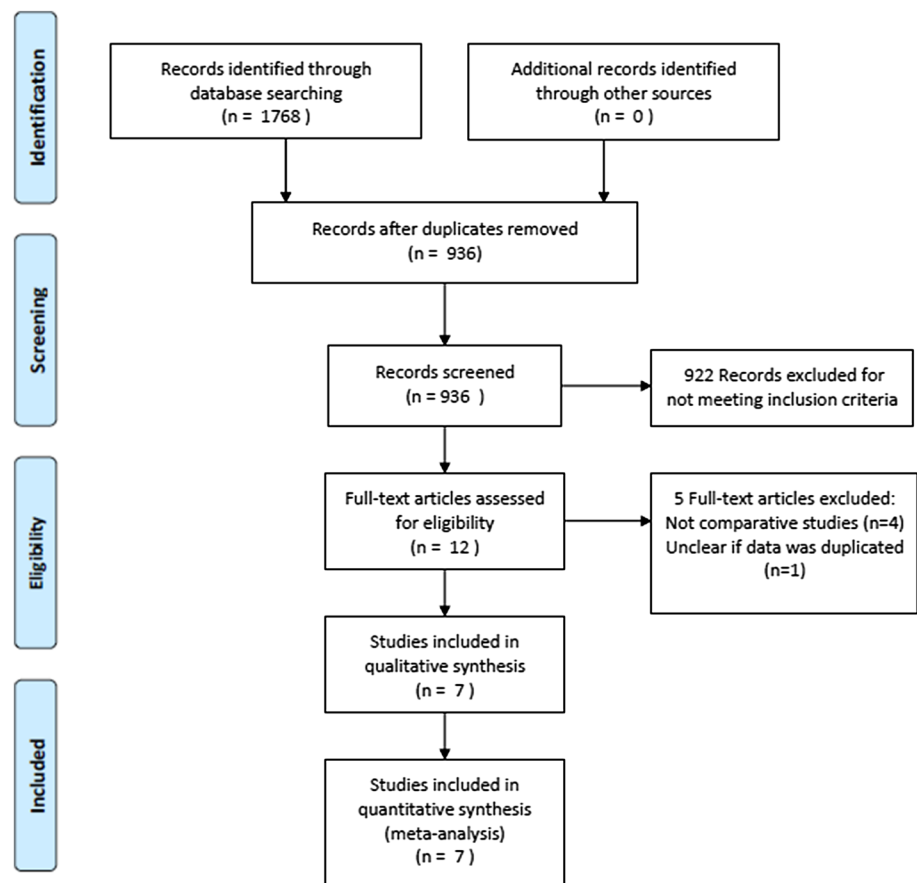 Identification
Records identified through
database searching
(n = 1768 )
Additional records identified
through other sources
(n = 0 )
Records after duplicates removed
(n = 936)
Screening
Records screened
(n = 936 )
922 Records excluded for
not meeting inclusion criteria
Eligibility
Full-text articles assessed
for eligibility
(n = 12 )
5 Full-text articles excluded:
Not comparative studies (n=4)
Unclear if data was duplicated
(n=1)
Studies included in
qualitative synthesis
(n = 7 )
Included
Studies included in
quantitative synthesis
(meta-analysis)
(n = 7 )